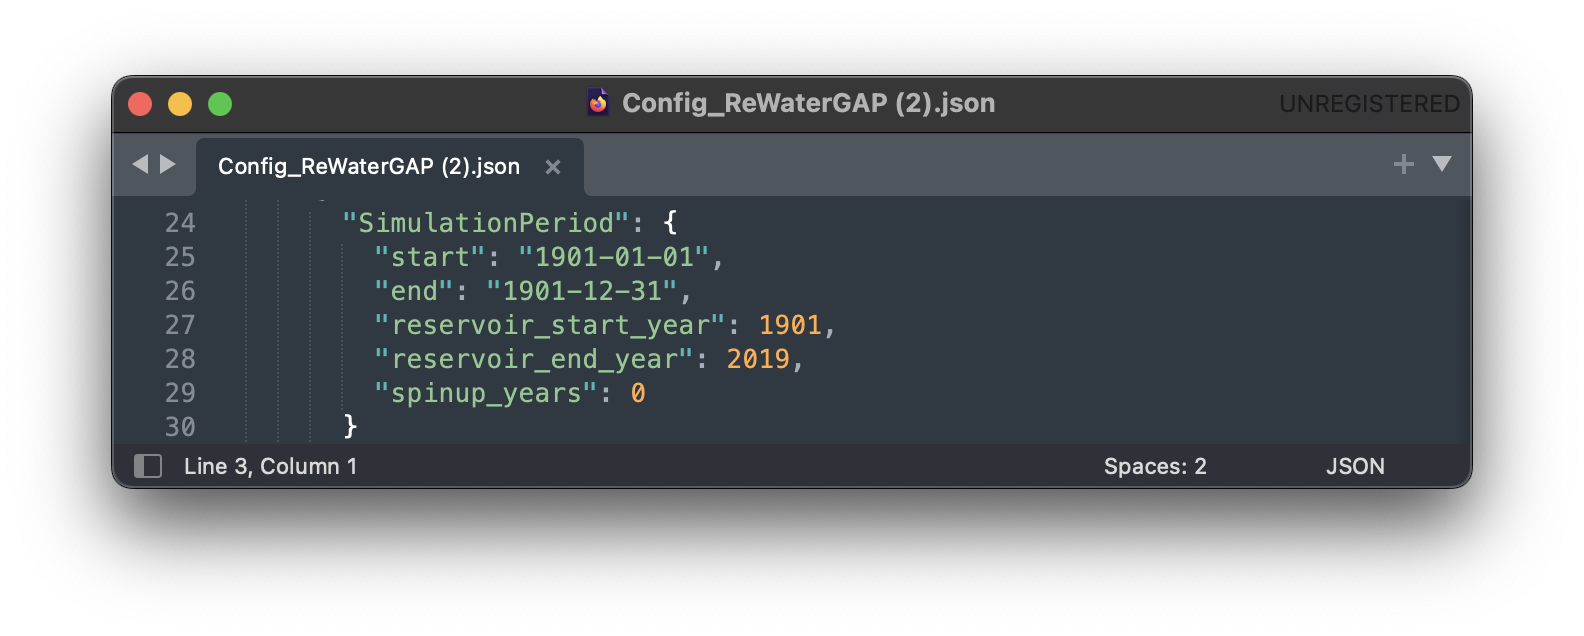 Config_ReWaterGAP (2).json
UNREGISTERED
Config_ReWaterGAP (2).json
24 "SimulationPeriod": {
25 "start": "1901-01-01",
26 "end": "1901-12-31",
27 "reservoir_start_year": 1901,
28 "reservoir_end_year": 2019,
29 "spinup_years": 0
30 }
Line 3, Column 1
Spaces: 2
JSON